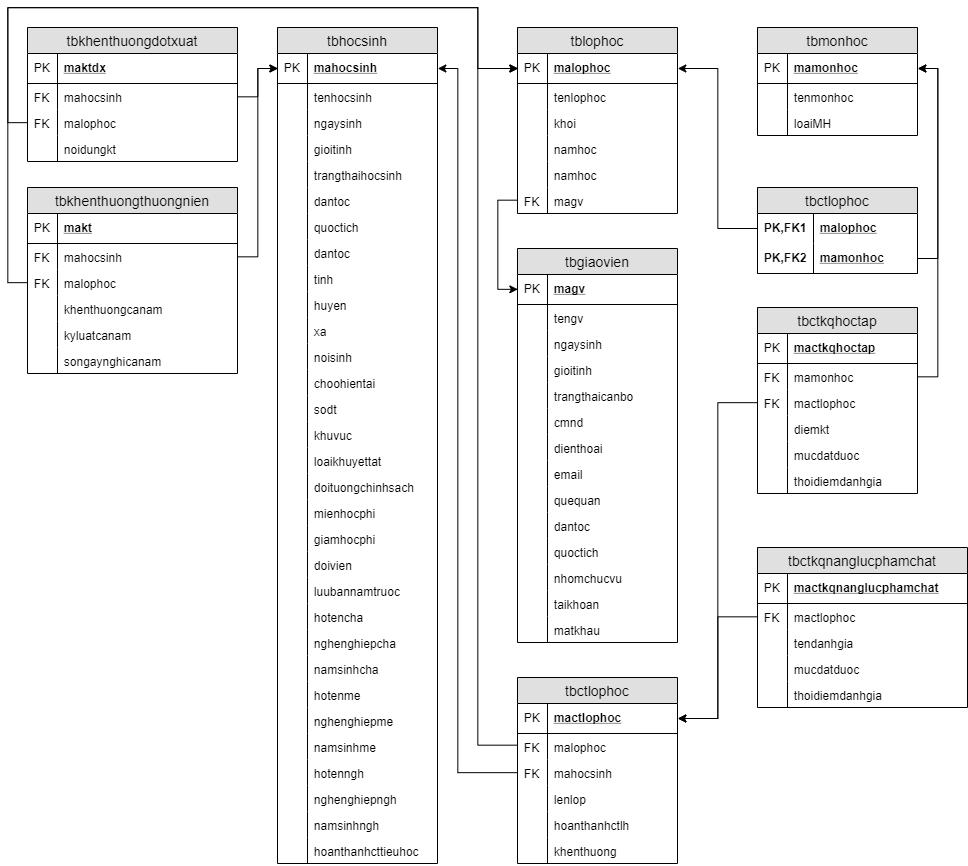 tbkhenthuongdotxuat
PK maktdx
FK mahocsinh
FK malophoc
noidungkt
tbkhenthuongthuongnien
PK makt
FK mahocsinh
FK malophoc
khenthuongcanam
kyluatcanam
songaynghicanam
tbhocsinh
PK mahocsinh
tenhocsinh
ngaysinh
gioitinh
trangthaihocsinh
dantoc
quoctich
dantoc
tinh
huyen
xa
noisinh
choohientai
sodt
khuvuc
loaikhuyettat
doituongchinhsach
mienhocphi
giamhocphi
doivien
luubannamtruoc
hotencha
nghenghiepcha
namsinhcha
hotenme
nghenghiepme
namsinhme
hotenngh
nghenghiepngh
namsinhngh
hoanthanhcttieuhoc
tblophoc
PK malophoc
tenlophoc
khoi
namhoc
namhoc
FK magv
tbgiaovien
PK magv
tengv
ngaysinh
gioitinh
trangthaicanbo
cmnd
dienthoai
email
quequan
dantoc
quoctich
nhomchucvu
taikhoan
matkhau
tbctlophoc
PK mactlophoc
FK malophoc
FK mahocsinh
lenlop
hoanthanhctlh
khenthuong
tbmonhoc
PK mamonhoc
tenmonhoc
loaiMH
tbctlophoc
PK,FK1 malophoc
PK,FK2 mamonhoc
tbctkqhoctap
PK mactkqhoctap
FK mamonhoc
FK mactlophoc
diemkt
mucdatduoc
thoidiemdanhgia
tbctkqnanglucphamchat
PK mactkqnanglucphamchat
FK mactlophoc
tendanhgia
mucdatduoc
thoidiemdanhgia